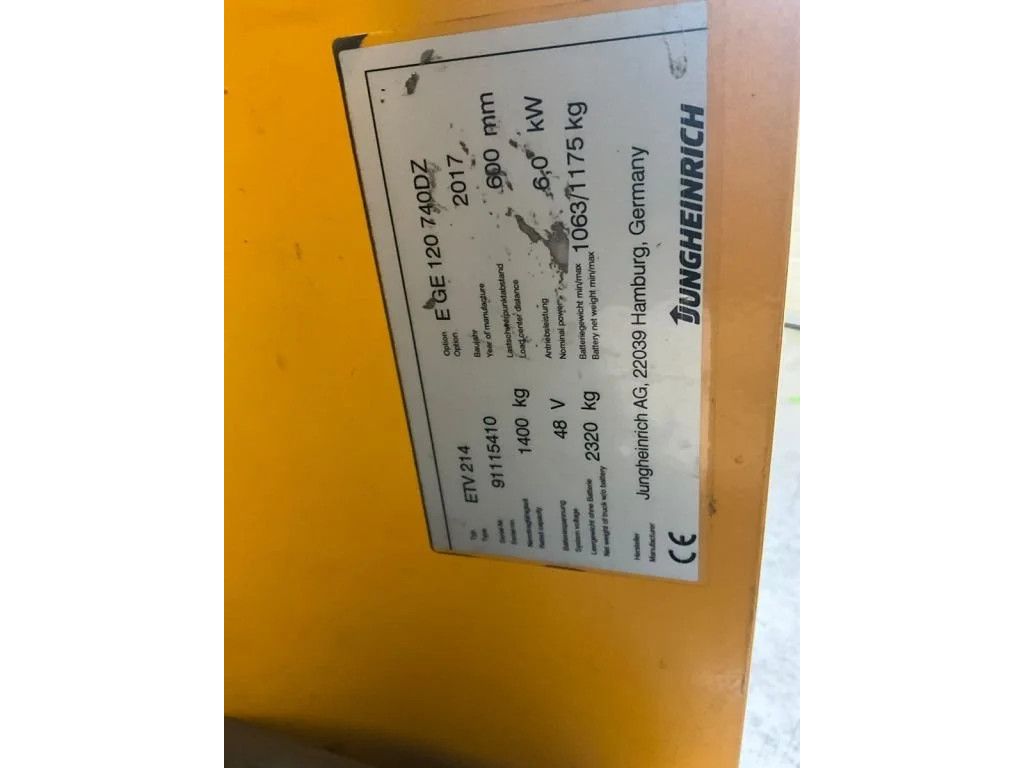 Typ ETV 214 Option E GE 120 740DZ
Type Option
Serial-Nr. 91115410 Baujahr 2017
Serial-no. Year of manufacture
Nenntragfähigkeit 1400 kg Lastschwerpunktabstand 600 mm
Rated capacity Load center distance
Batteriespannung 48 V Antriebsleistung 6,0 kW
System voltage Nominal power
Leergewicht ohne Batterie 2320 kg Batteriegewicht min/max 1063/1175 kg
Net weight of truck w/o battery Battery net weight min/max
Hersteller Jungheinrich AG, 22039 Hamburg, Germany
Manufacturer
CE JUNGHEINRICH